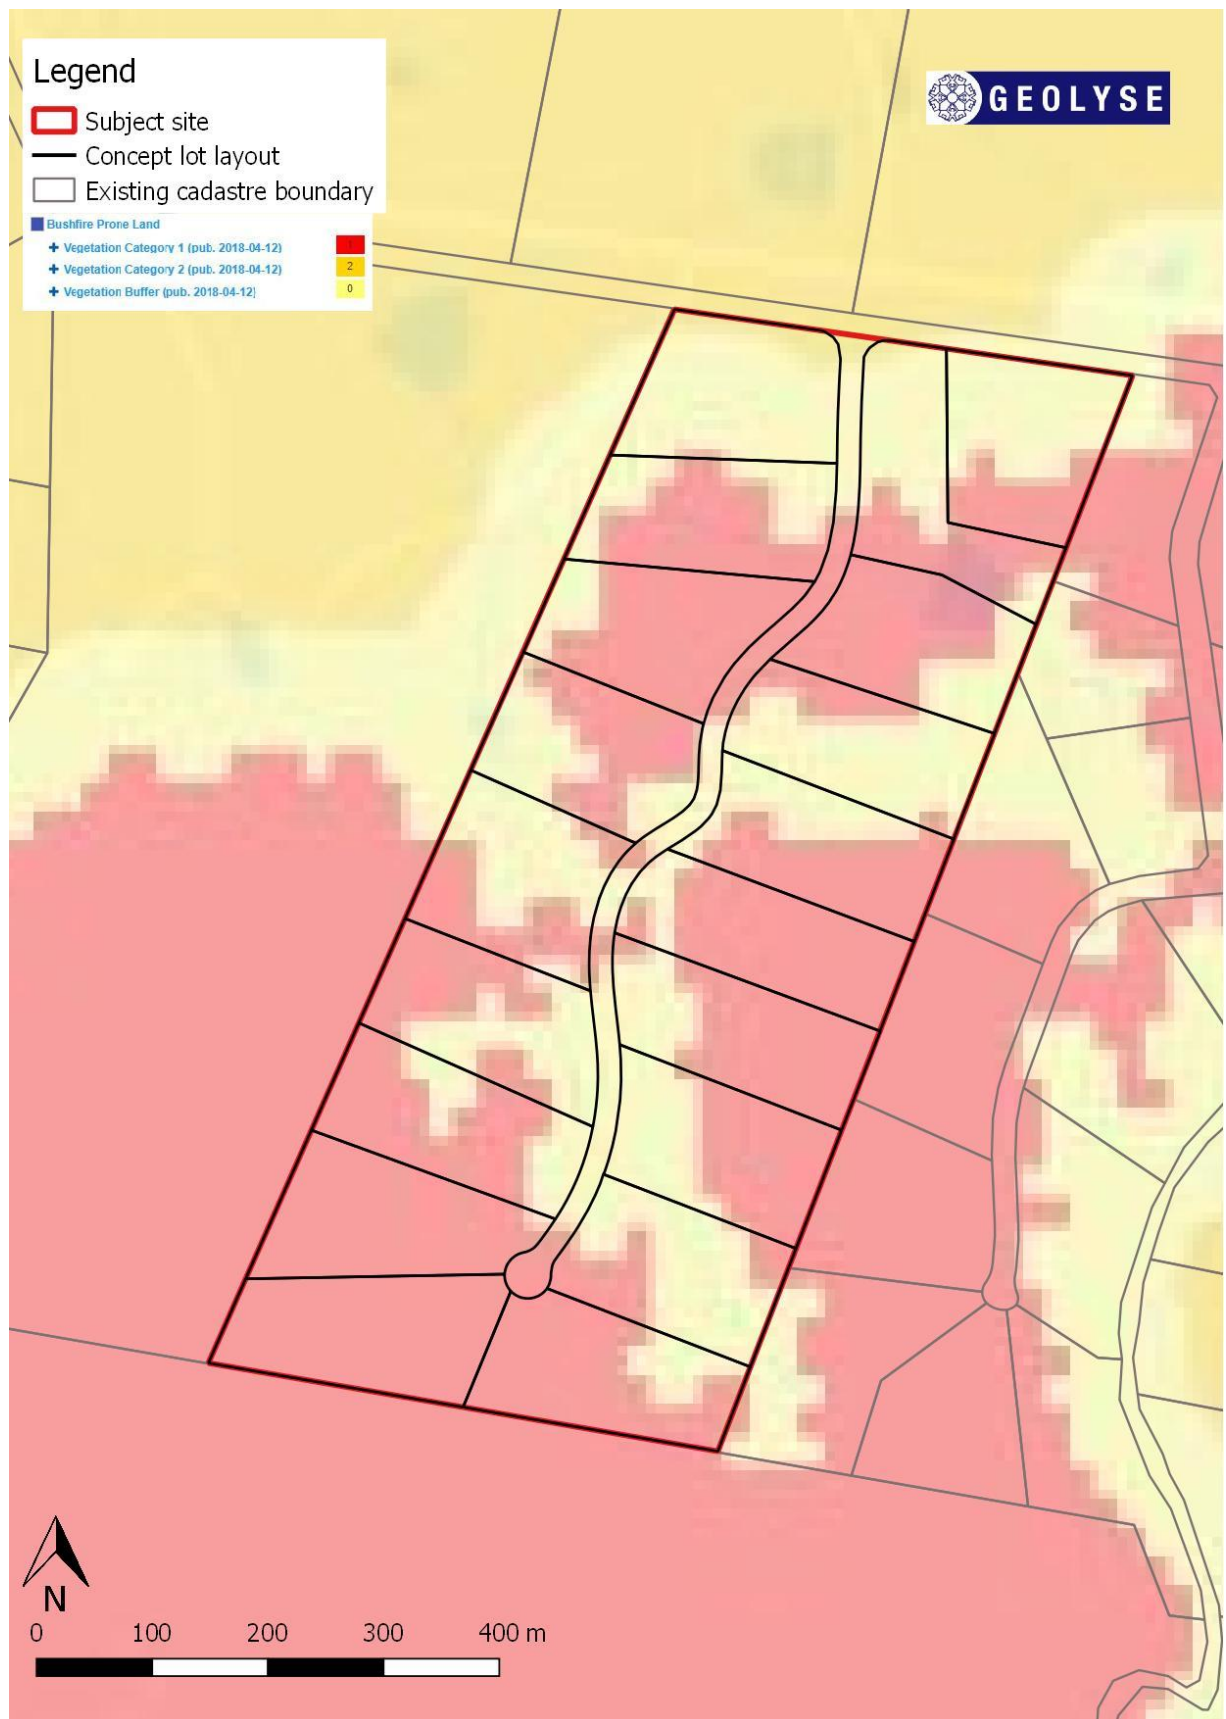 Legend
Subject site
Concept lot layout
Existing cadastre boundary
Bushfire Prone Land
Vegetation Category 1 (pub. 2018-04-12)
1
Vegetation Category 2 (pub. 2018-04-12)
2
Vegetation Buffer (pub. 2018-04-12)
0
GEOLYSE
N
0 100 200 300 400 m